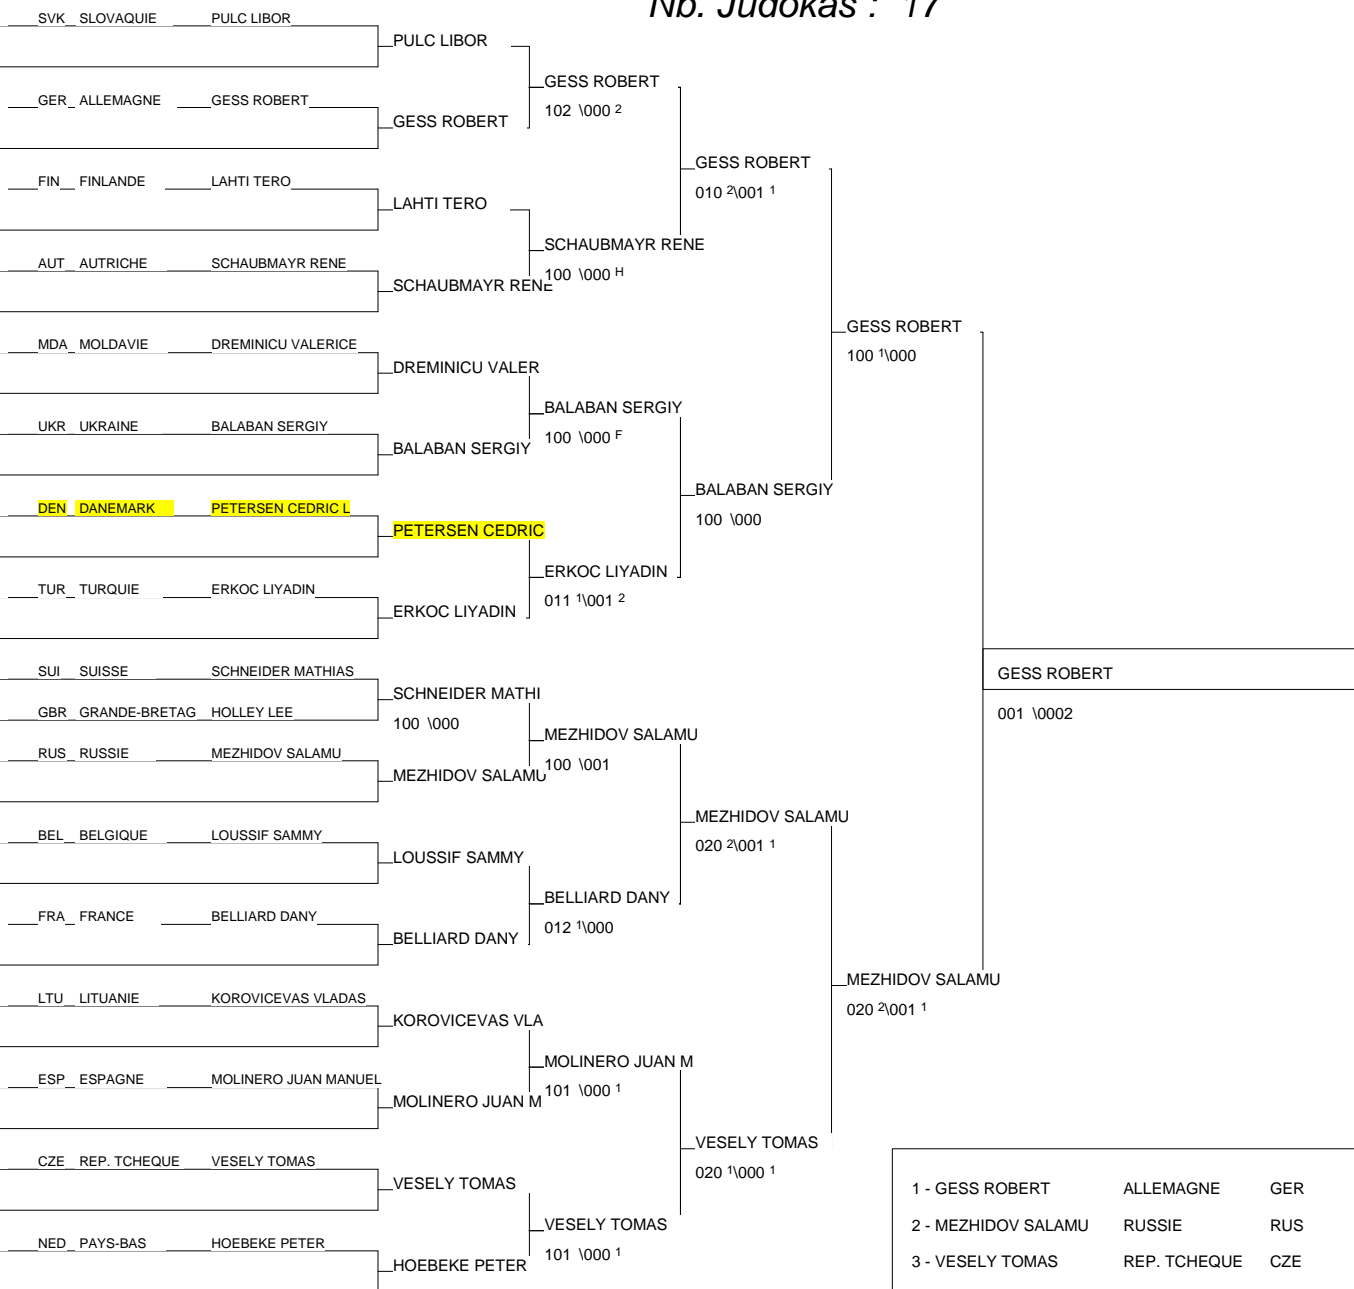 Nb. Judokas : 17
SVK SLOVAQUIE PULC LIBOR
PULC LIBOR
GESS ROBERT
102 \000 2
GER ALLEMAGNE GESS ROBERT
GESS ROBERT
GESS ROBERT
010 2\001 1
FIN FINLANDE LAHTI TERO
LAHTI TERO
SCHAUBMAYR RENE
100 \000 H
AUT AUTRICHE SCHAUBMAYR RENE
SCHAUBMAYR RENE
GESS ROBERT
100 1\000
MDA MOLDAVIE DREMINICU VALERICE
DREMINICU VALER
BALABAN SERGIY
100 \000 F
UKR UKRAINE BALABAN SERGIY
BALABAN SERGIY
BALABAN SERGIY
100 \000
DEN DANEMARK PETERSEN CEDRIC L
PETERSEN CEDRIC
ERKOC LIYADIN
011 1\001 2
TUR TURQUIE ERKOC LIYADIN
ERKOC LIYADIN
GESS ROBERT
001 \0002
SUI SUISSE SCHNEIDER MATHIAS
SCHNEIDER MATHI
100 \000
GBR GRANDE-BRETAG HOLLEY LEE
MEZHIDOV SALAMU
100 \001
RUS RUSSIE MEZHIDOV SALAMU
MEZHIDOV SALAMU
MEZHIDOV SALAMU
020 2\001 1
BEL BELGIQUE LOUSSIF SAMMY
LOUSSIF SAMMY
BELLIARD DANY
012 1\000
FRA FRANCE BELLIARD DANY
BELLIARD DANY
MEZHIDOV SALAMU
020 2\001 1
LTU LITUANIE KOROVICEVAS VLADAS
KOROVICEVAS VLA
MOLINERO JUAN M
101 \000 1
ESP ESPAGNE MOLINERO JUAN MANUEL
MOLINERO JUAN M
VESELY TOMAS
020 1\000 1
CZE REP. TCHEQUE VESELY TOMAS
VESELY TOMAS
VESELY TOMAS
101 \000 1
NED PAYS-BAS HOEBEKE PETER
HOEBEKE PETER
1 - GESS ROBERT ALLEMAGNE GER
2 - MEZHIDOV SALAMU RUSSIE RUS
3 - VESELY TOMAS REP. TCHEQUE CZE